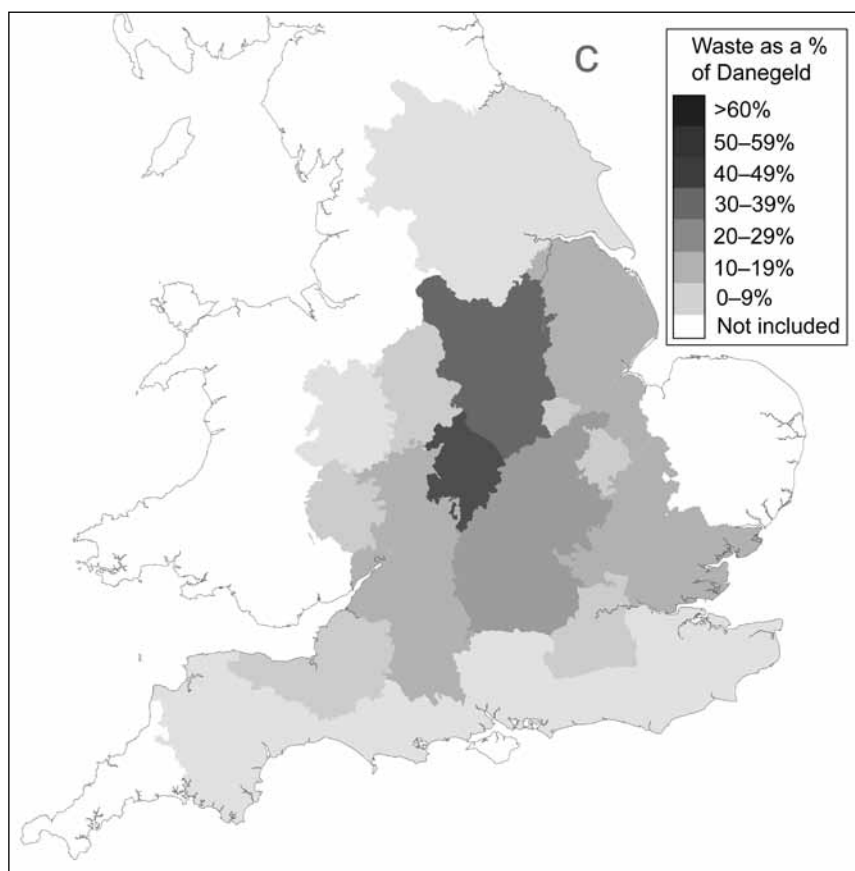 C
Waste as a %
of Danegeld
>60%
50–59%
40–49%
30–39%
20–29%
10–19%
0–9%
Not included